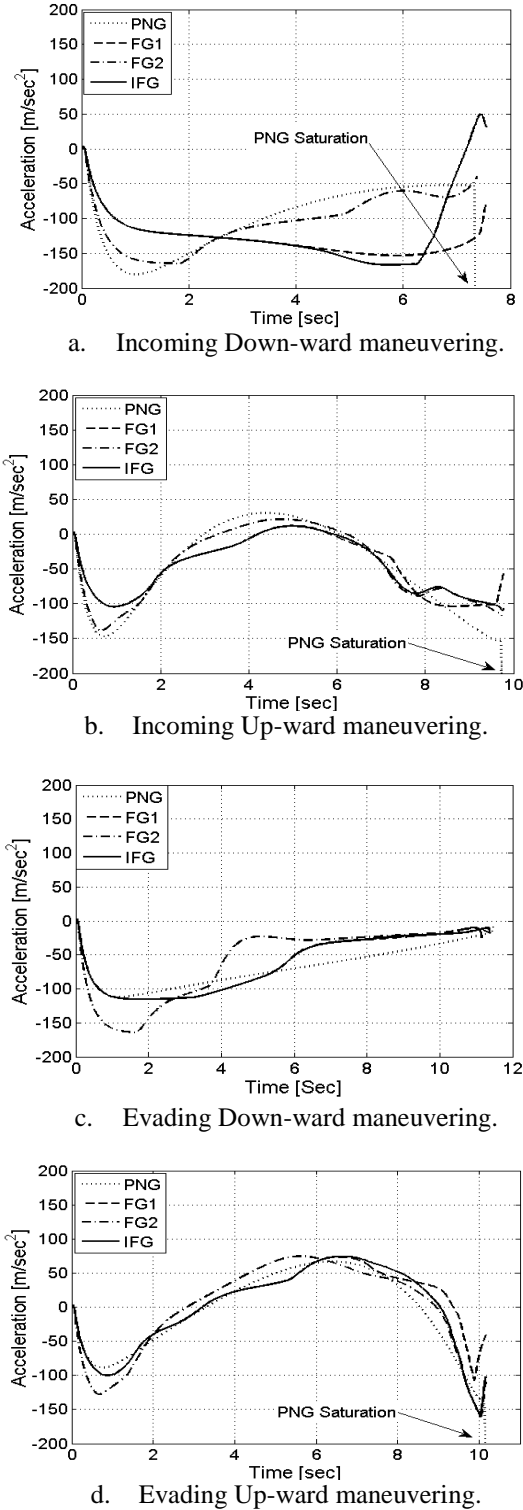 200
150
100
50
0
-50
-100
-150
-200
Acceleration [m/sec²]
PNG
FG1
FG2
IFG
PNG Saturation
0 2 4 6 8
Time [sec]
a. Incoming Down-ward maneuvering.
200
150
100
50
0
-50
-100
-150
-200
Acceleration [m/sec²]
PNG
FG1
FG2
IFG
PNG Saturation
0 2 4 6 8 10
Time [sec]
b. Incoming Up-ward maneuvering.
200
150
100
50
0
-50
-100
-150
-200
Acceleration [m/sec²]
PNG
FG1
FG2
IFG
0 2 4 6 8 10 12
Time [Sec]
c. Evading Down-ward maneuvering.
200
150
100
50
0
-50
-100
-150
-200
Acceleration [m/sec²]
PNG
FG1
FG2
IFG
PNG Saturation
0 2 4 6 8 10
Time [sec]
d. Evading Up-ward maneuvering.